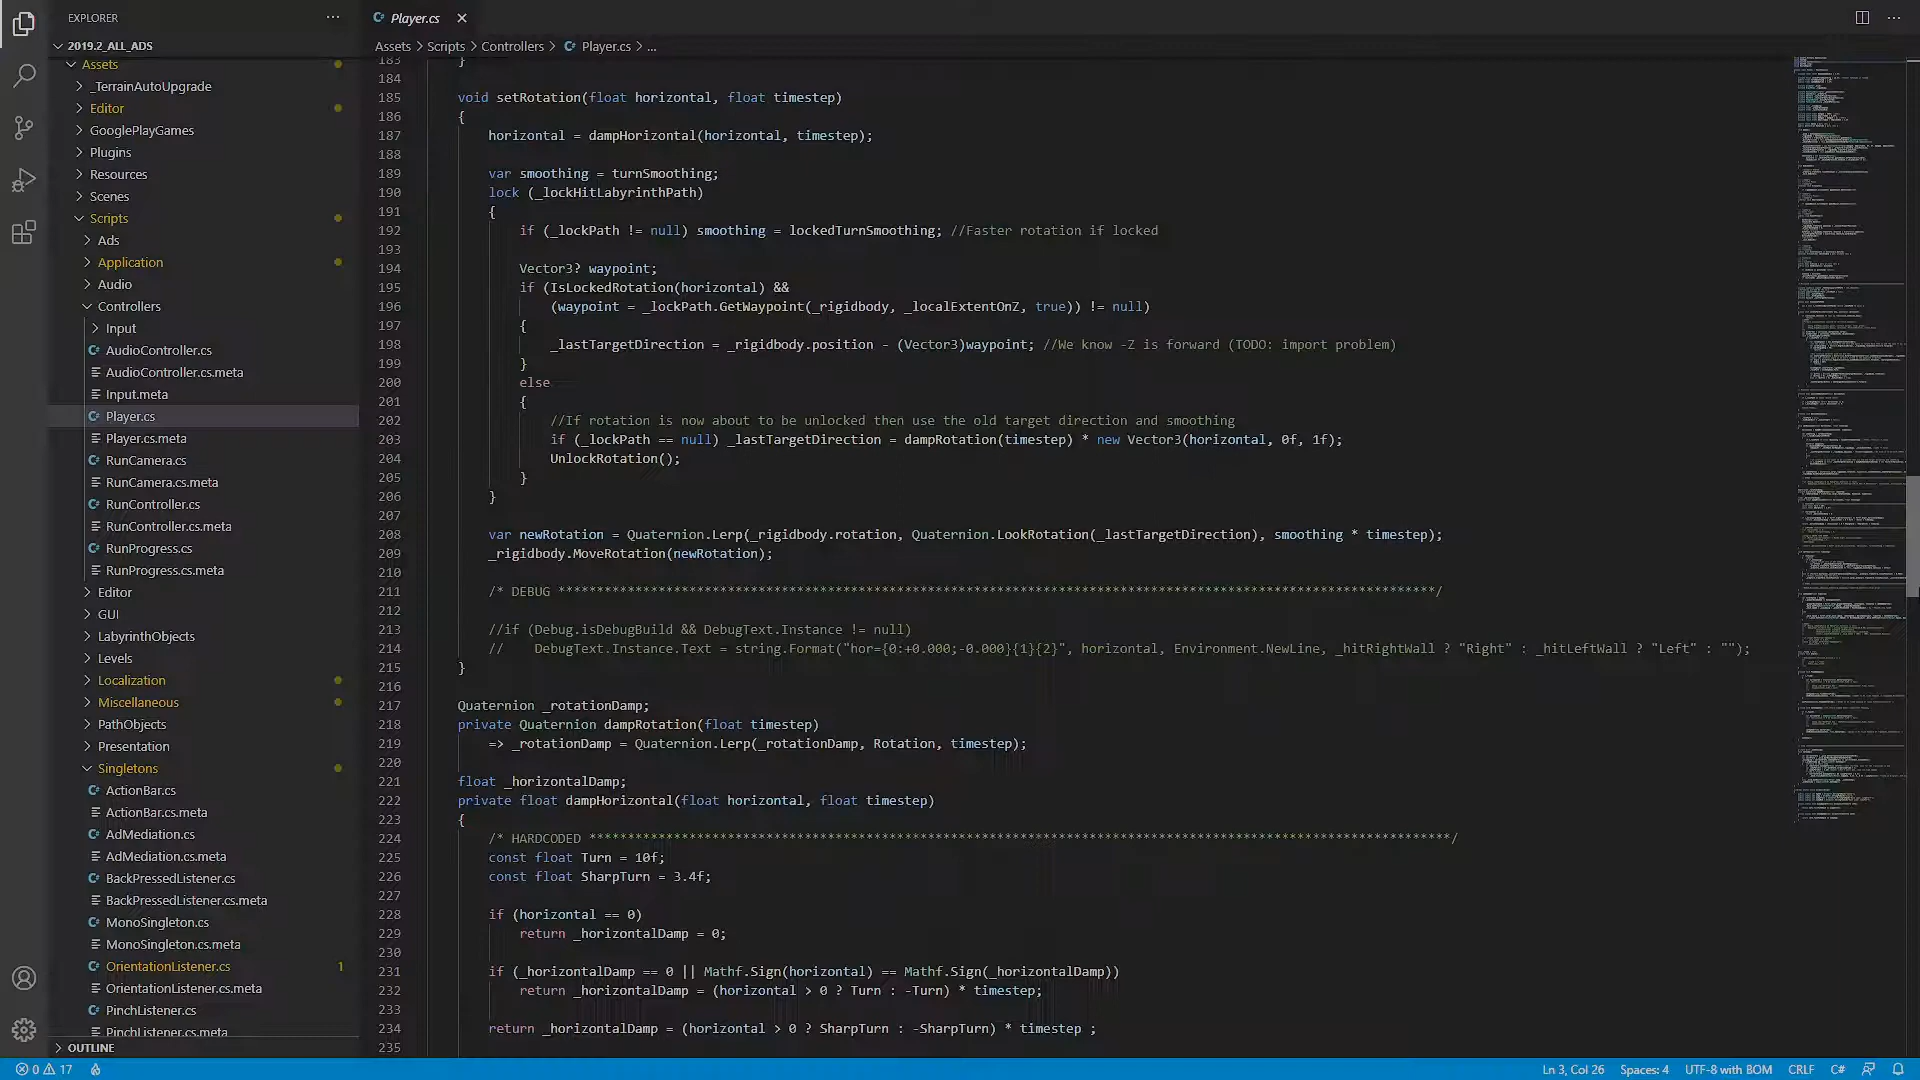 EXPLORER
Player.cs
2019.2_ALL_ADS
Assets > Scripts > Controllers > Player.cs > ...
Assets
_TerrainAutoUpgrade
Editor
GooglePlayGames
Plugins
Resources
Scenes
Scripts
Ads
Application
Audio
Controllers
Input
AudioController.cs
AudioController.cs.meta
Input.meta
Player.cs
Player.cs.meta
RunCamera.cs
RunCamera.cs.meta
RunController.cs
RunController.cs.meta
RunProgress.cs
RunProgress.cs.meta
Editor
GUI
LabyrinthObjects
Levels
Localization
Miscellaneous
PathObjects
Presentation
Singletons
ActionBar.cs
ActionBar.cs.meta
AdMediation.cs
AdMediation.cs.meta
BackPressedListener.cs
BackPressedListener.cs.meta
MonoSingleton.cs
MonoSingleton.cs.meta
OrientationListener.cs 1
OrientationListener.cs.meta
PinchListener.cs
PinchListener.cs.meta
OUTLINE
183 }
184
185 void setRotation(float horizontal, float timestep)
186 {
187 horizontal = dampHorizontal(horizontal, timestep);
188
189 var smoothing = turnSmoothing;
190 lock (_lockHitLabyrinthPath)
191 {
192 if (_lockPath != null) smoothing = lockedTurnSmoothing; //Faster rotation if locked
193
194 Vector3? waypoint;
195 if (IsLockedRotation(horizontal) &&
196 (waypoint = _lockPath.GetWaypoint(_rigidbody, _localExtentOnZ, true)) != null)
197 {
198 _lastTargetDirection = _rigidbody.position - (Vector3)waypoint; //We know -Z is forward (TODO: import problem)
199 }
200 else
201 {
202 //If rotation is now about to be unlocked then use the old target direction and smoothing
203 if (_lockPath == null) _lastTargetDirection = dampRotation(timestep) * new Vector3(horizontal, 0f, 1f);
204 UnlockRotation();
205 }
206 }
207
208 var newRotation = Quaternion.Lerp(_rigidbody.rotation, Quaternion.LookRotation(_lastTargetDirection), smoothing * timestep);
209 _rigidbody.MoveRotation(newRotation);
210
211 /* DEBUG ******************************************************************************************************************/
212
213 //if (Debug.isDebugBuild && DebugText.Instance != null)
214 // DebugText.Instance.Text = string.Format("hor={0:+0.000;-0.000}{1}{2}", horizontal, Environment.NewLine, _hitRightWall ? "Right" : _hitLeftWall ? "Left" : "");
215 }
216
217 Quaternion _rotationDamp;
218 private Quaternion dampRotation(float timestep)
219 => _rotationDamp = Quaternion.Lerp(_rotationDamp, Rotation, timestep);
220
221 float _horizontalDamp;
222 private float dampHorizontal(float horizontal, float timestep)
223 {
224 /* HARDCODED ****************************************************************************************************************/
225 const float Turn = 10f;
226 const float SharpTurn = 3.4f;
227
228 if (horizontal == 0)
229 return _horizontalDamp = 0;
230
231 if (_horizontalDamp == 0 || Mathf.Sign(horizontal) == Mathf.Sign(_horizontalDamp))
232 return _horizontalDamp = (horizontal > 0 ? Turn : -Turn) * timestep;
233
234 return _horizontalDamp = (horizontal > 0 ? SharpTurn : -SharpTurn) * timestep ;
235
0 17
Ln 3, Col 26 Spaces: 4 UTF-8 with BOM CRLF C#